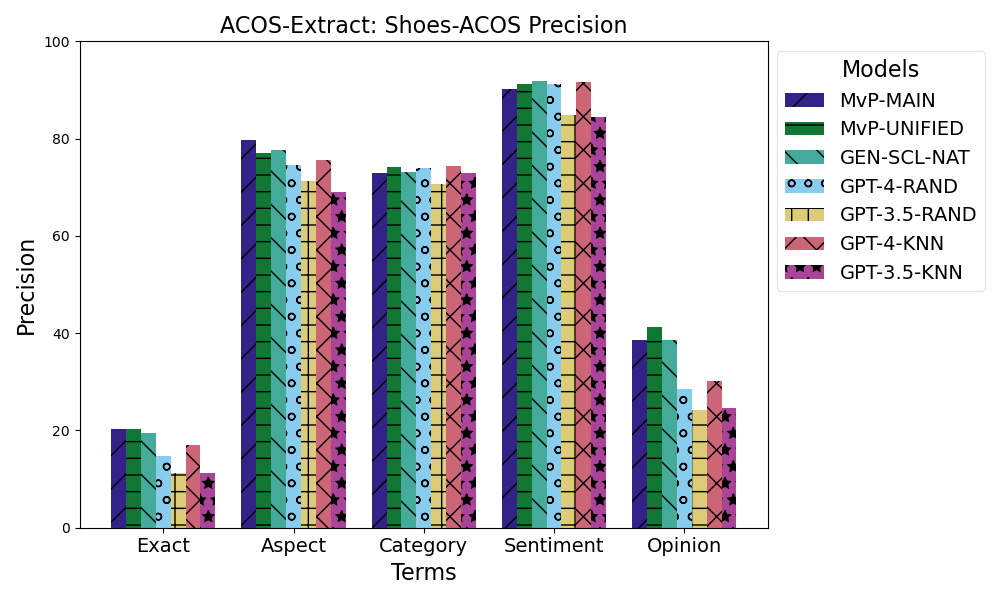 ACOS-Extract: Shoes-ACOS Precision
100
80
60
40
20
0
Precision
Exact
Aspect
Category
Sentiment
Opinion
Terms
Models
MvP-MAIN
MvP-UNIFIED
GEN-SCL-NAT
GPT-4-RAND
GPT-3.5-RAND
GPT-4-KNN
GPT-3.5-KNN